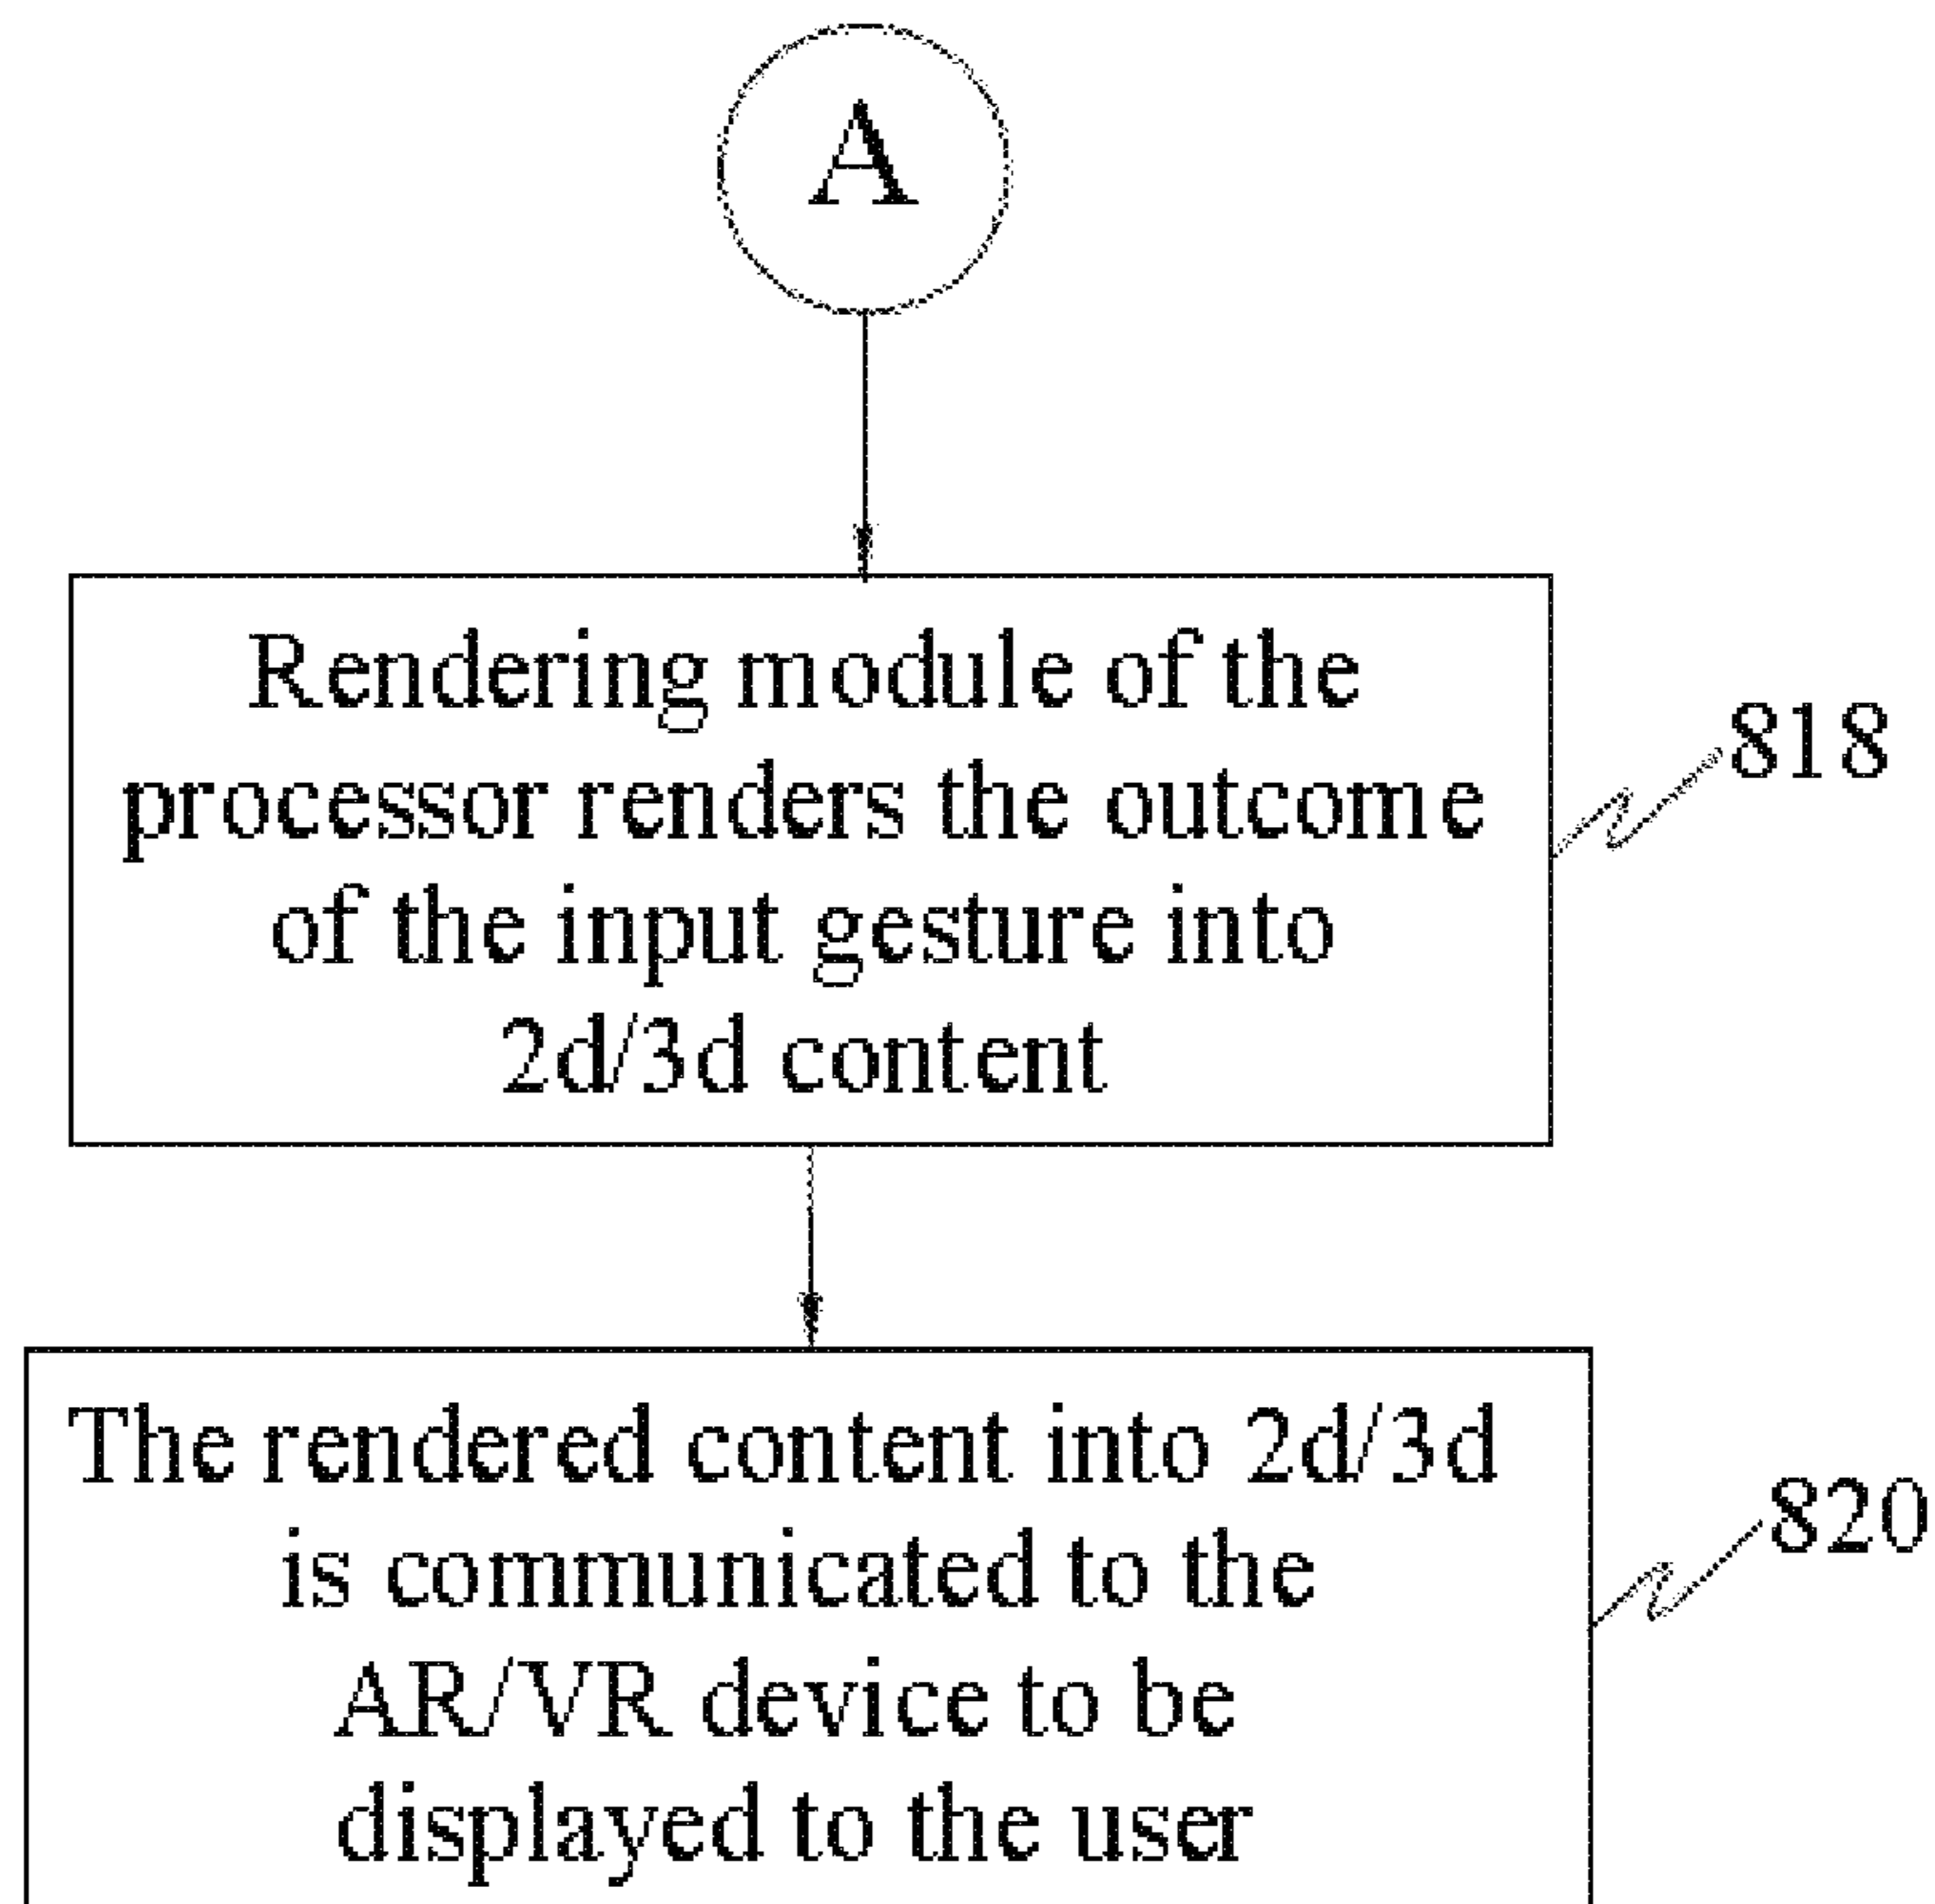 A
Rendering module of the
processor renders the outcome
of the input gesture into
2d/3d content
818
The rendered content into 2d/3d
is communicated to the
AR/VR device to be
displayed to the user
820